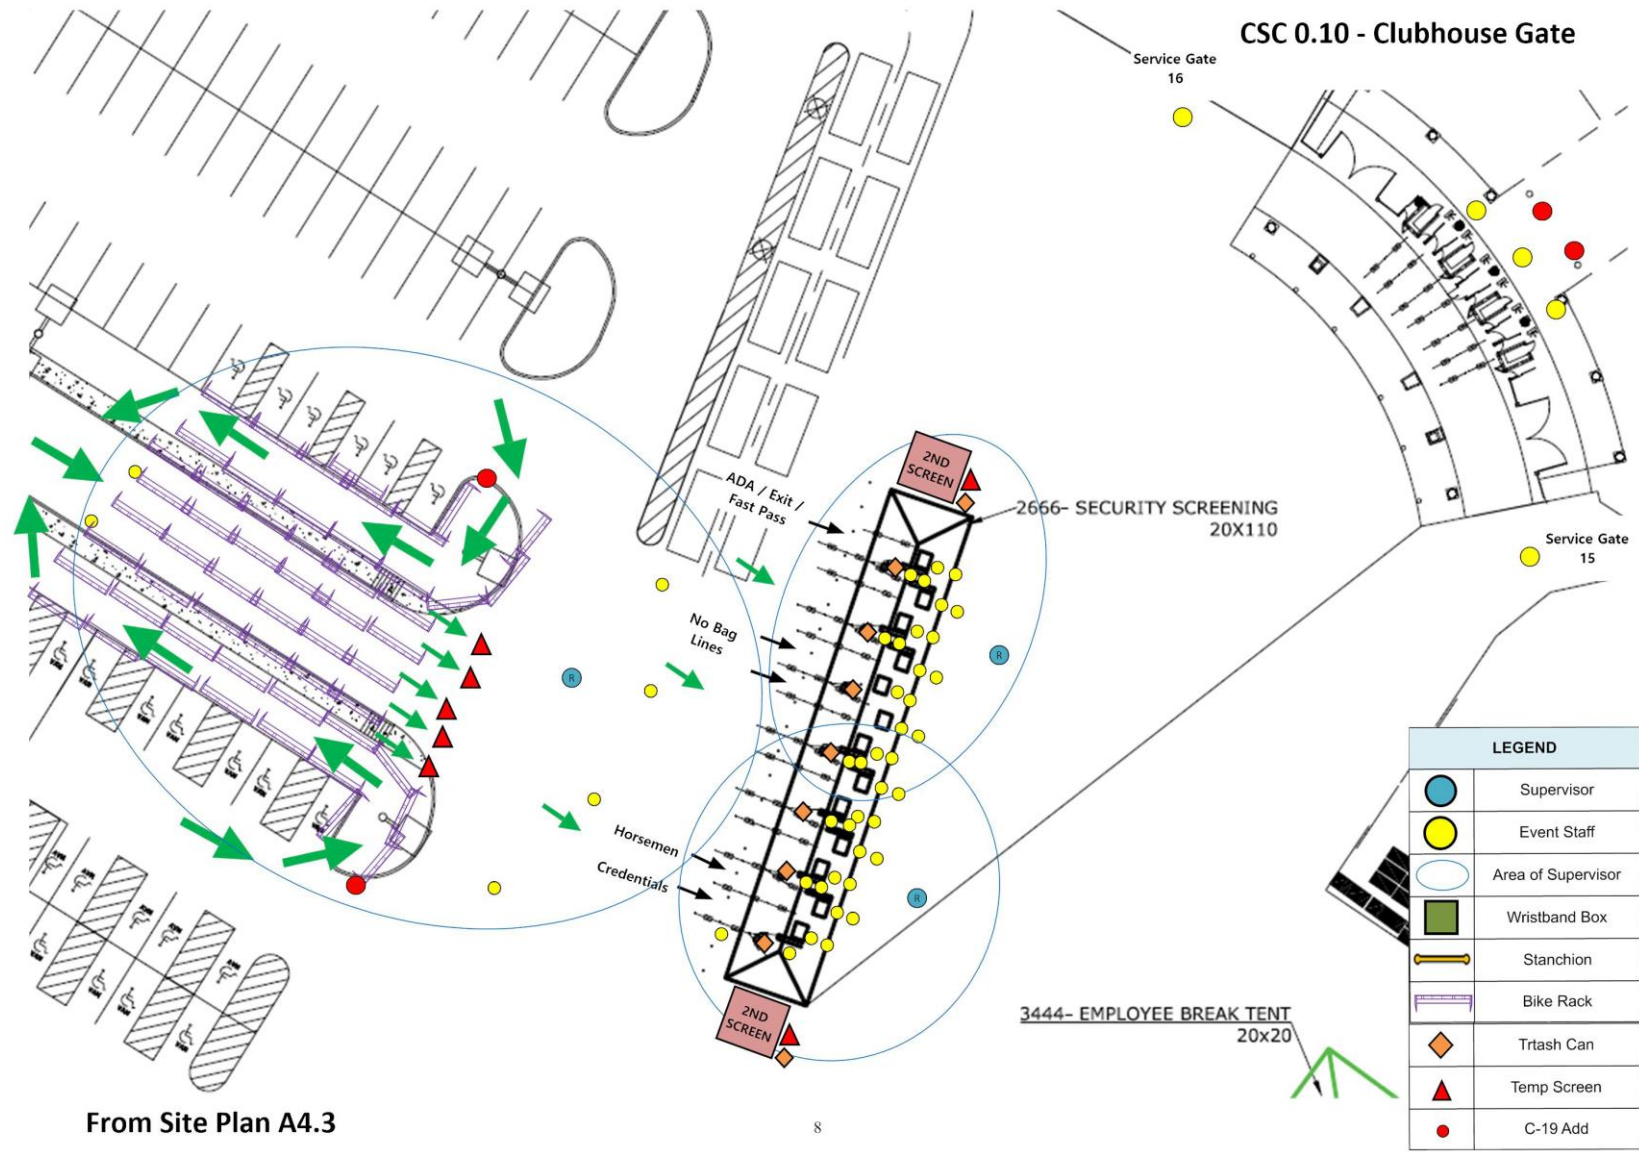 CSC 0.10 - Clubhouse Gate
Service Gate
16
2ND
SCREEN
ADA / Exit /
Fast Pass
2666- SECURITY SCREENING
20X110
Service Gate
15
No Bag
Lines
R
R
Horsemen
Credentials
R
2ND
SCREEN
3444- EMPLOYEE BREAK TENT
20x20
LEGEND
Supervisor
Event Staff
Area of Supervisor
Wristband Box
Stanchion
Bike Rack
Trtash Can
Temp Screen
C-19 Add
From Site Plan A4.3
8